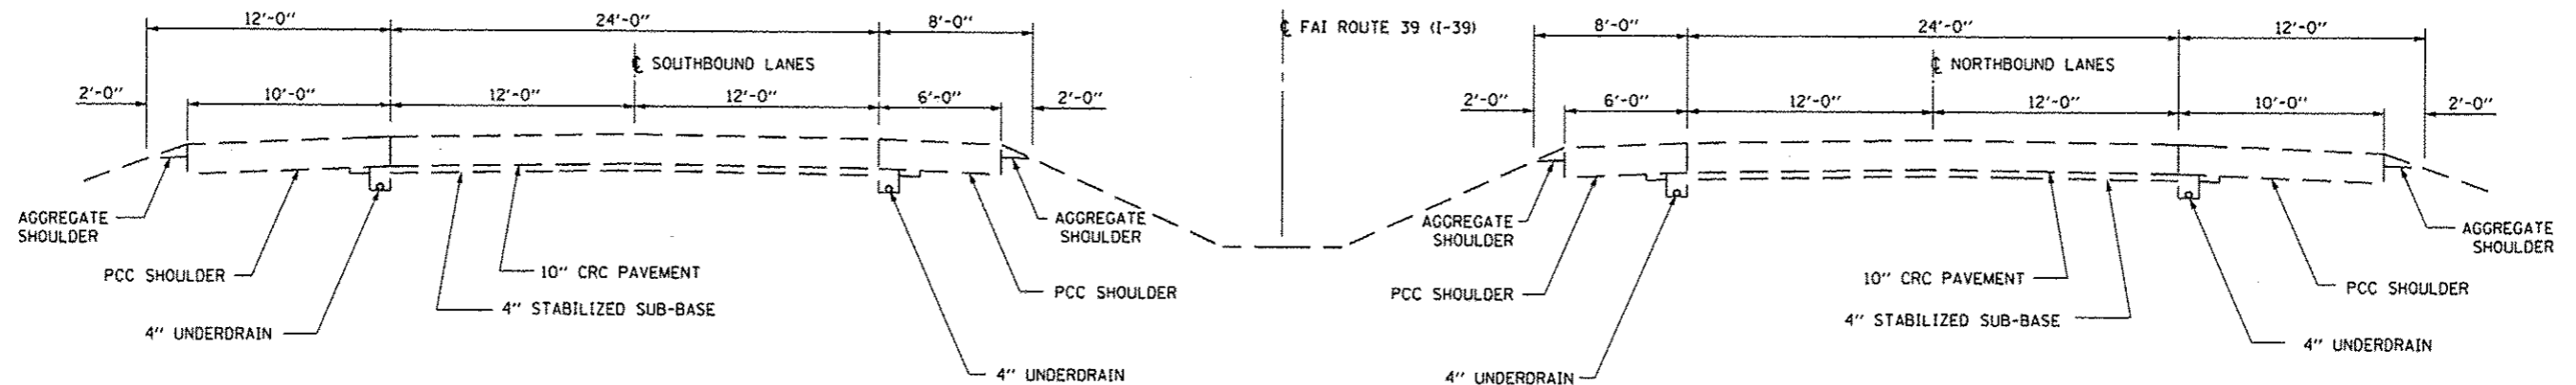 12'-0" 24'-0" 8'-0" ℄ FAI ROUTE 39 (I-39) 8'-0" 24'-0" 12'-0"
℄ SOUTHBOUND LANES ℄ NORTHBOUND LANES
2'-0" 10'-0" 12'-0" 12'-0" 6'-0" 2'-0" 2'-0" 6'-0" 12'-0" 12'-0" 10'-0" 2'-0"
AGGREGATE
SHOULDER
AGGREGATE
SHOULDER
AGGREGATE
SHOULDER
AGGREGATE
SHOULDER
PCC SHOULDER 10" CRC PAVEMENT PCC SHOULDER PCC SHOULDER 10" CRC PAVEMENT PCC SHOULDER
4" STABILIZED SUB-BASE 4" STABILIZED SUB-BASE
4" UNDERDRAIN 4" UNDERDRAIN 4" UNDERDRAIN 4" UNDERDRAIN